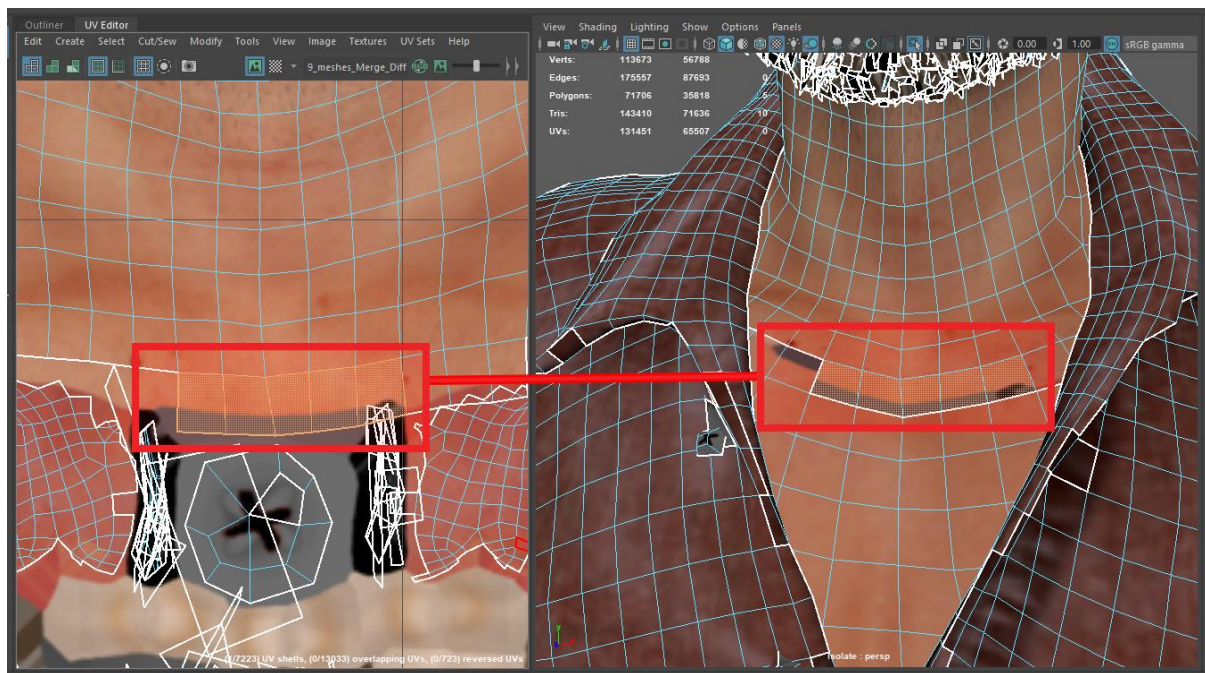 Outliner UV Editor
Edit Create Select Cut/Sew Modify Tools View Image Textures UV Sets Help
9_meshes_Merge_Diff
(0/7223) UV shells, (0/13033) overlapping UVs, (0/723) reversed UVs
View Shading Lighting Show Options Panels
0.00 1.00 sRGB gamma
Verts: 113673 56788
Edges: 175557 87693 0
Polygons: 71706 35818 5
Tris: 143410 71636 10
UVs: 131451 65507 0
y
Isolate : persp